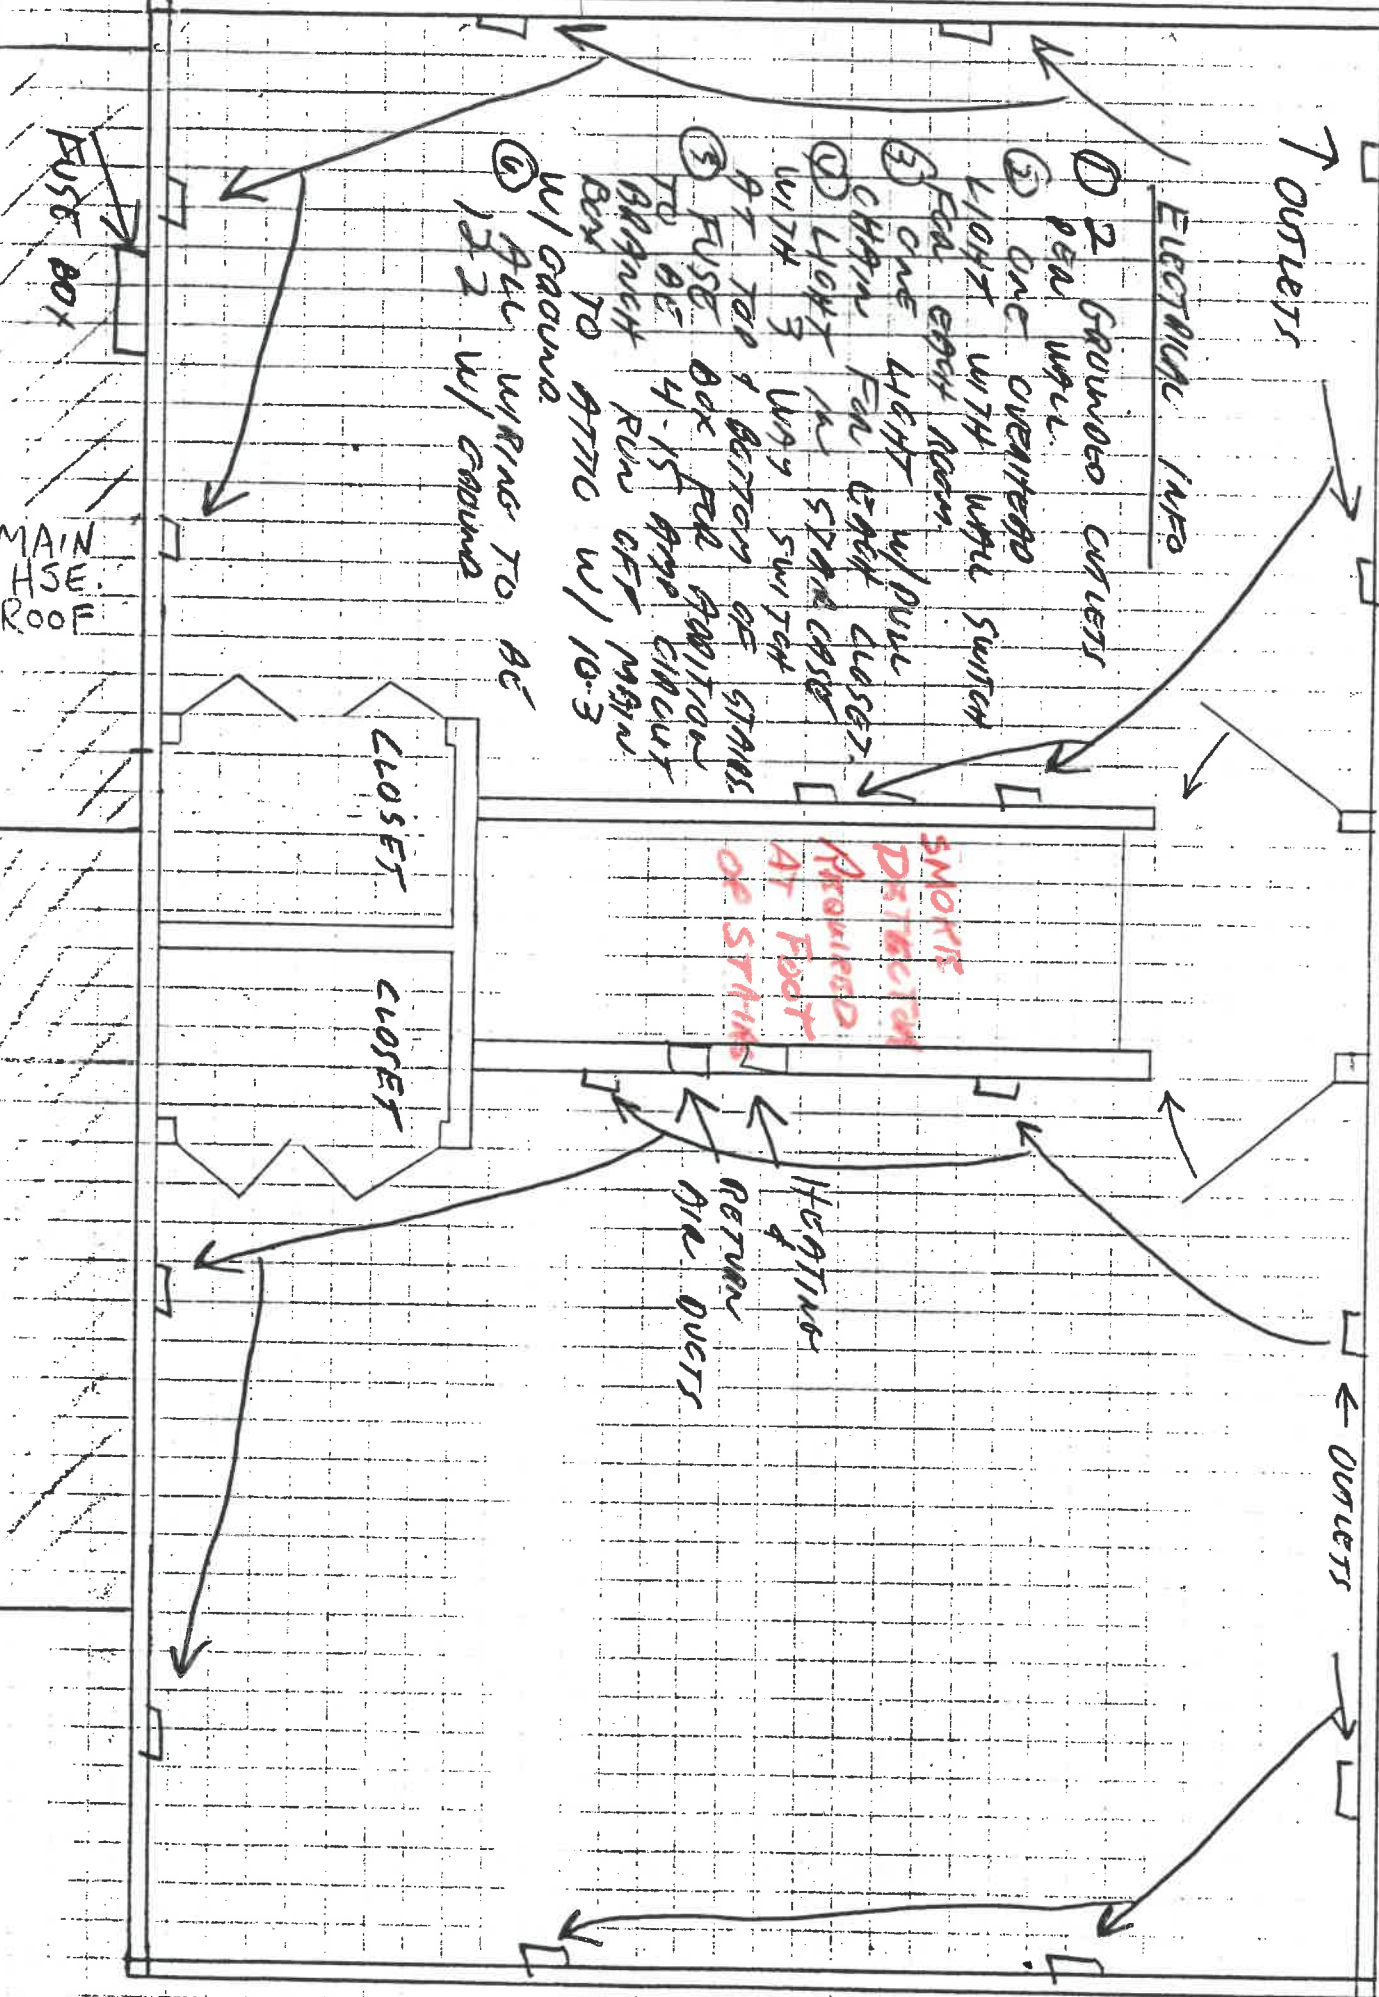 ↑ OUTLETS
ELECTRICAL INFO
① 2 GROUNDED OUTLETS
PER WALL.
② ONE OVERHEAD
LIGHT WITH WALL SWITCH
FOR EACH ROOM
③ ONE LIGHT W/PULL
CHAIN FOR EACH CLOSET.
④ LIGHT IN STAIR CASE
WITH 3 WAY SWITCH
AT TOP & BOTTOM OF STAIRS
⑤ FUSE BOX FOR ADDITION
TO BE 4-15 AMP CIRCUIT
BRANCH RUN OFF MAIN
BOX TO ATTIC W/ 10-3
W/GROUND
⑥ ALL WIRING TO BE
12-2 W/ GROUND
FUSE BOX
MAIN
HSE.
ROOF
CLOSET
CLOSET
SMOKE
DETECTOR
REQUIRED
AT FOOT
OF STAIRS
HEATING
&
RETURN
AIR DUCTS
← OUTLETS